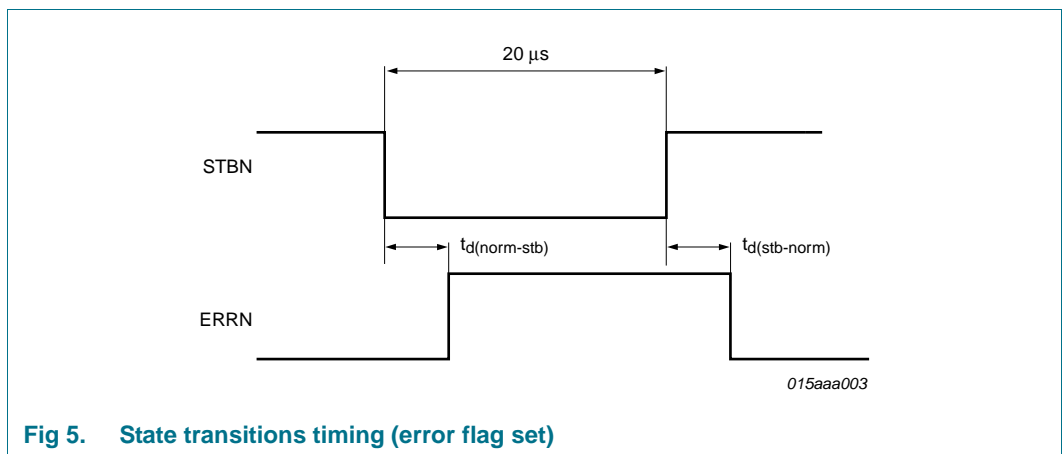 20 μs
STBN
td(norm-stb)
td(stb-norm)
ERRN
015aaa003
Fig 5. State transitions timing (error flag set)